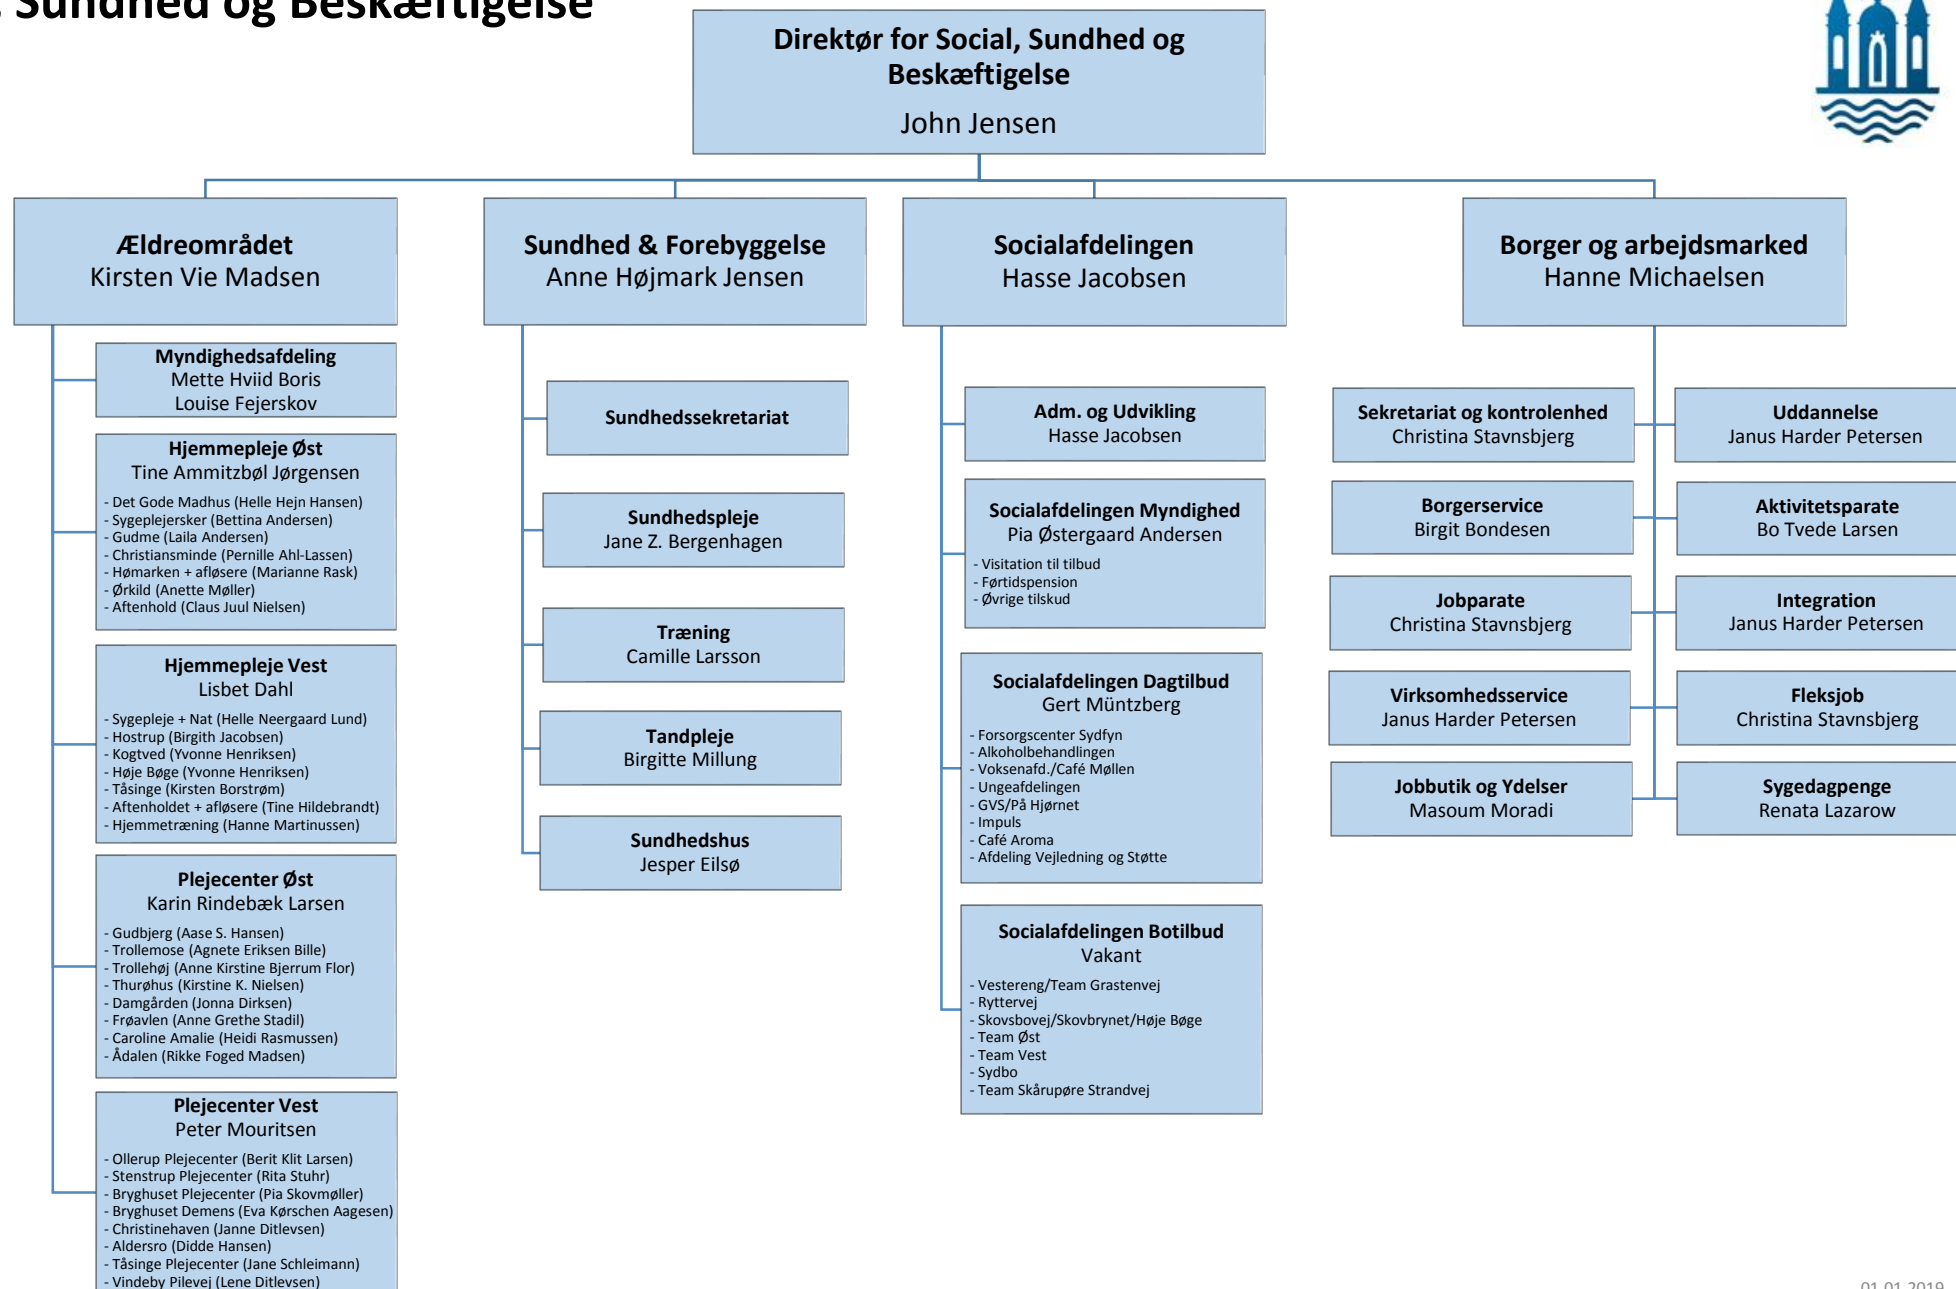 Sundhed og Beskæftigelse
Direktør for Social, Sundhed og
Beskæftigelse
John Jensen
Ældreområdet
Kirsten Vie Madsen
Myndighedsafdeling
Mette Hviid Boris
Louise Fejerskov
Hjemmepleje Øst
Tine Ammitzbøl Jørgensen
- Det Gode Madhus (Helle Hejn Hansen)
- Sygeplejersker (Bettina Andersen)
- Gudme (Laila Andersen)
- Christiansminde (Pernille Ahl-Lassen)
- Hømarken + afløsere (Marianne Rask)
- Ørkild (Anette Møller)
- Aftenhold (Claus Juul Nielsen)
Hjemmepleje Vest
Lisbet Dahl
- Sygepleje + Nat (Helle Neergaard Lund)
- Hostrup (Birgith Jacobsen)
- Kogtved (Yvonne Henriksen)
- Høje Bøge (Yvonne Henriksen)
- Tåsinge (Kirsten Borstrøm)
- Aftenholdet + afløsere (Tine Hildebrandt)
- Hjemmetræning (Hanne Martinussen)
Plejecenter Øst
Karin Rindebæk Larsen
- Gudbjerg (Aase S. Hansen)
- Trollemose (Agnete Eriksen Bille)
- Trollehøj (Anne Kirstine Bjerrum Flor)
- Thurøhus (Kirstine K. Nielsen)
- Damgården (Jonna Dirksen)
- Frøavlen (Anne Grethe Stadil)
- Caroline Amalie (Heidi Rasmussen)
- Ådalen (Rikke Foged Madsen)
Plejecenter Vest
Peter Mouritsen
- Ollerup Plejecenter (Berit Klit Larsen)
- Stenstrup Plejecenter (Rita Stuhr)
- Bryghuset Plejecenter (Pia Skovmøller)
- Bryghuset Demens (Eva Kørschen Aagesen)
- Christinehaven (Janne Ditlevsen)
- Aldersro (Didde Hansen)
- Tåsinge Plejecenter (Jane Schleimann)
- Vindeby Pilevej (Lene Ditlevsen)
Sundhed & Forebyggelse
Anne Højmark Jensen
Sundhedssekretariat
Sundhedspleje
Jane Z. Bergenhagen
Træning
Camille Larsson
Tandpleje
Birgitte Millung
Sundhedshus
Jesper Eilsø
Socialafdelingen
Hasse Jacobsen
Adm. og Udvikling
Hasse Jacobsen
Socialafdelingen Myndighed
Pia Østergaard Andersen
- Visitation til tilbud
- Førtidspension
- Øvrige tilskud
Socialafdelingen Dagtilbud
Gert Müntzberg
- Forsorgscenter Sydfyn
- Alkoholbehandlingen
- Voksenafd./Café Møllen
- Ungeafdelingen
- GVS/På Hjørnet
- Impuls
- Café Aroma
- Afdeling Vejledning og Støtte
Socialafdelingen Botilbud
Vakant
- Vestereng/Team Grastenvej
- Ryttervej
- Skovsbovej/Skovbrynet/Høje Bøge
- Team Øst
- Team Vest
- Sydbo
- Team Skårupøre Strandvej
Borger og arbejdsmarked
Hanne Michaelsen
Sekretariat og kontrolenhed
Christina Stavnsbjerg
Uddannelse
Janus Harder Petersen
Borgerservice
Birgit Bondesen
Aktivitetsparate
Bo Tvede Larsen
Jobparate
Christina Stavnsbjerg
Integration
Janus Harder Petersen
Virksomhedsservice
Janus Harder Petersen
Fleksjob
Christina Stavnsbjerg
Jobbutik og Ydelser
Masoum Moradi
Sygedagpenge
Renata Lazarow
01.01.2019